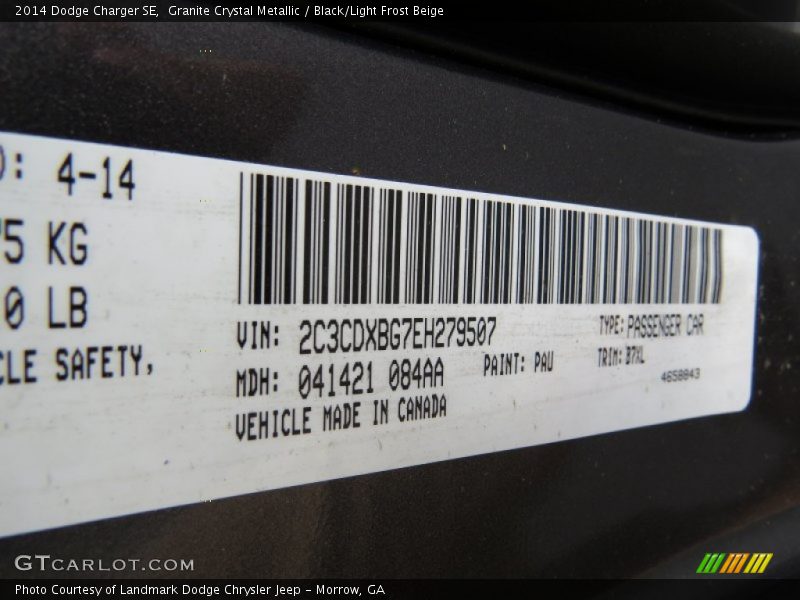 2014 Dodge Charger SE,  Granite Crystal Metallic / Black/Light Frost Beige
: 4-14
5 KG
0 LB
CLE SAFETY,
VIN: 2C3CDXBG7EH279507
TYPE: PASSENGER CAR
MDH: 041421 084AA
PAINT: PAU
TRIM: B7XL
4658843
VEHICLE MADE IN CANADA
GTCARLOT.COM
Photo Courtesy of Landmark Dodge Chrysler Jeep - Morrow, GA